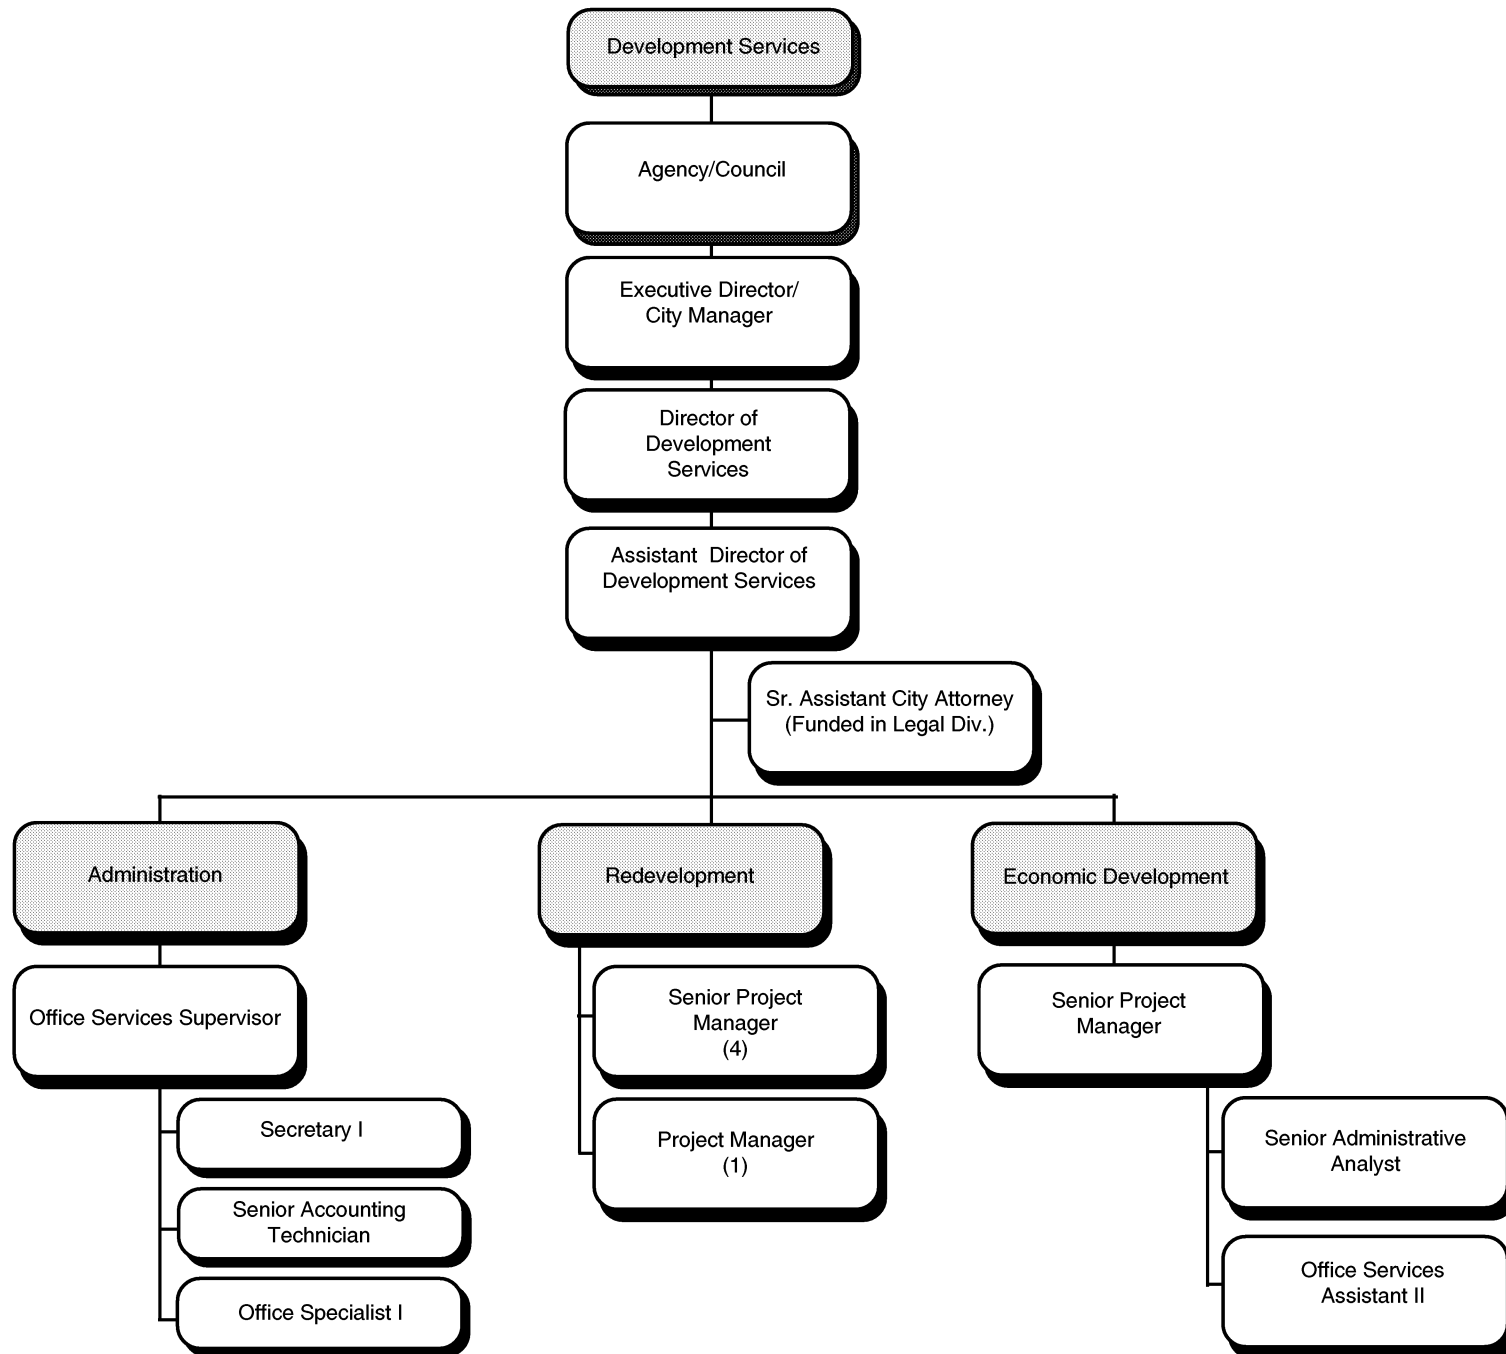 Development Services
Agency/Council
Executive Director/
City Manager
Director of
Development
Services
Assistant  Director of
Development Services
Sr. Assistant City Attorney
(Funded in Legal Div.)
Administration
Redevelopment
Economic Development
Office Services Supervisor
Senior Project
Manager
(4)
Senior Project
Manager
Secretary I
Project Manager
(1)
Senior Administrative
Analyst
Senior Accounting
Technician
Office Services
Assistant II
Office Specialist I